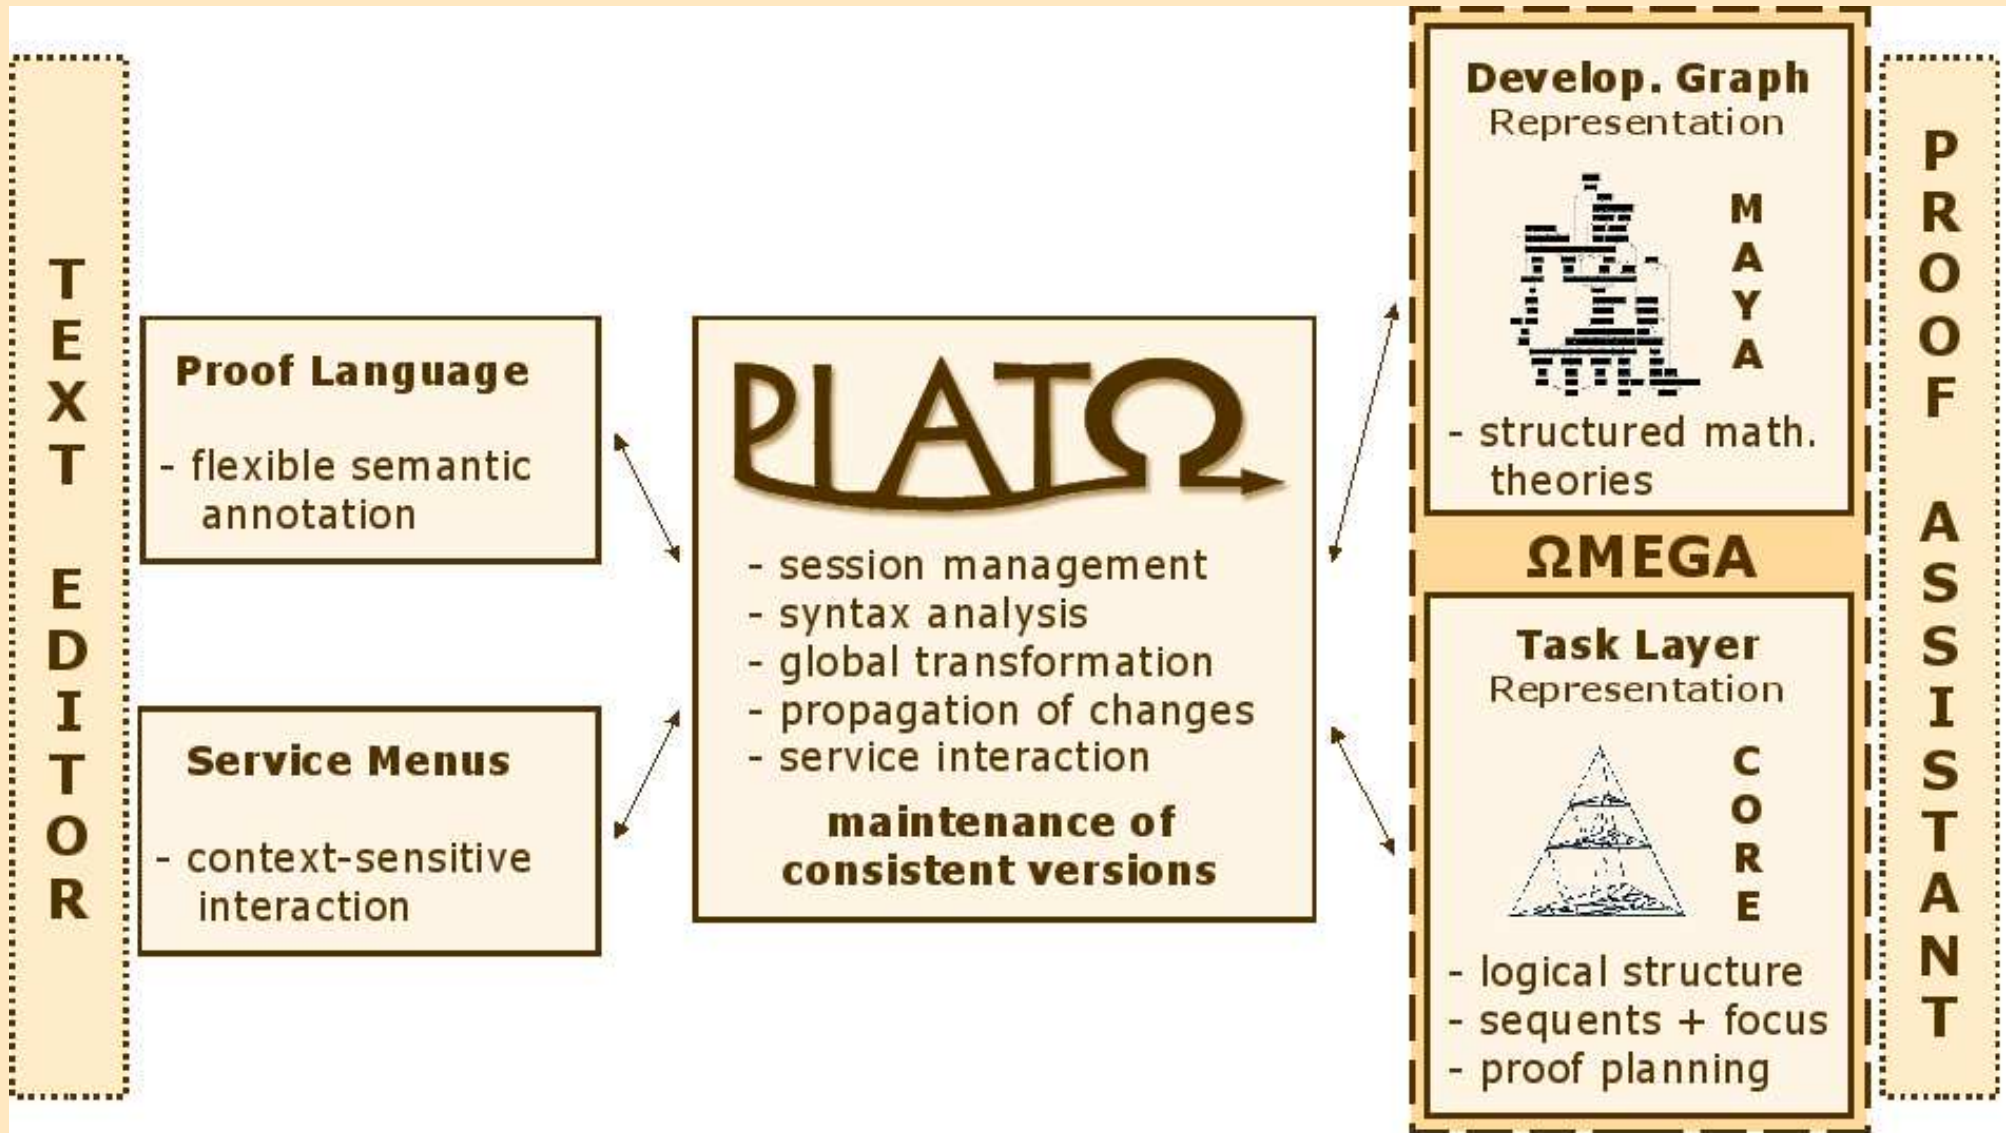 TEXT EDITOR
Proof Language
- flexible semantic
annotation
Service Menus
- context-sensitive
interaction
PLATΩ
- session management
- syntax analysis
- global transformation
- propagation of changes
- service interaction
maintenance of
consistent versions
Develop. Graph
Representation
MAYA
- structured math.
theories
ΩMEGA
Task Layer
Representation
CORE
- logical structure
- sequents + focus
- proof planning
PROOF ASSISTANT